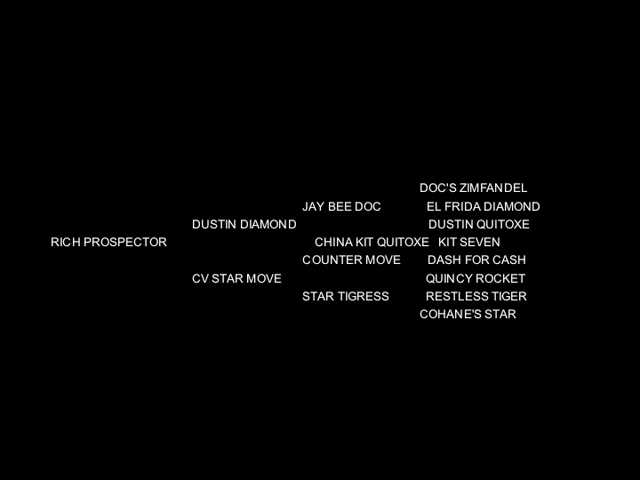 DOC'S ZIMFANDEL
JAY BEE DOC EL FRIDA DIAMOND
DUSTIN DIAMOND DUSTIN QUITOXE
RICH PROSPECTOR CHINA KIT QUITOXE KIT SEVEN
COUNTER MOVE DASH FOR CASH
CV STAR MOVE QUINCY ROCKET
STAR TIGRESS RESTLESS TIGER
COHANE'S STAR